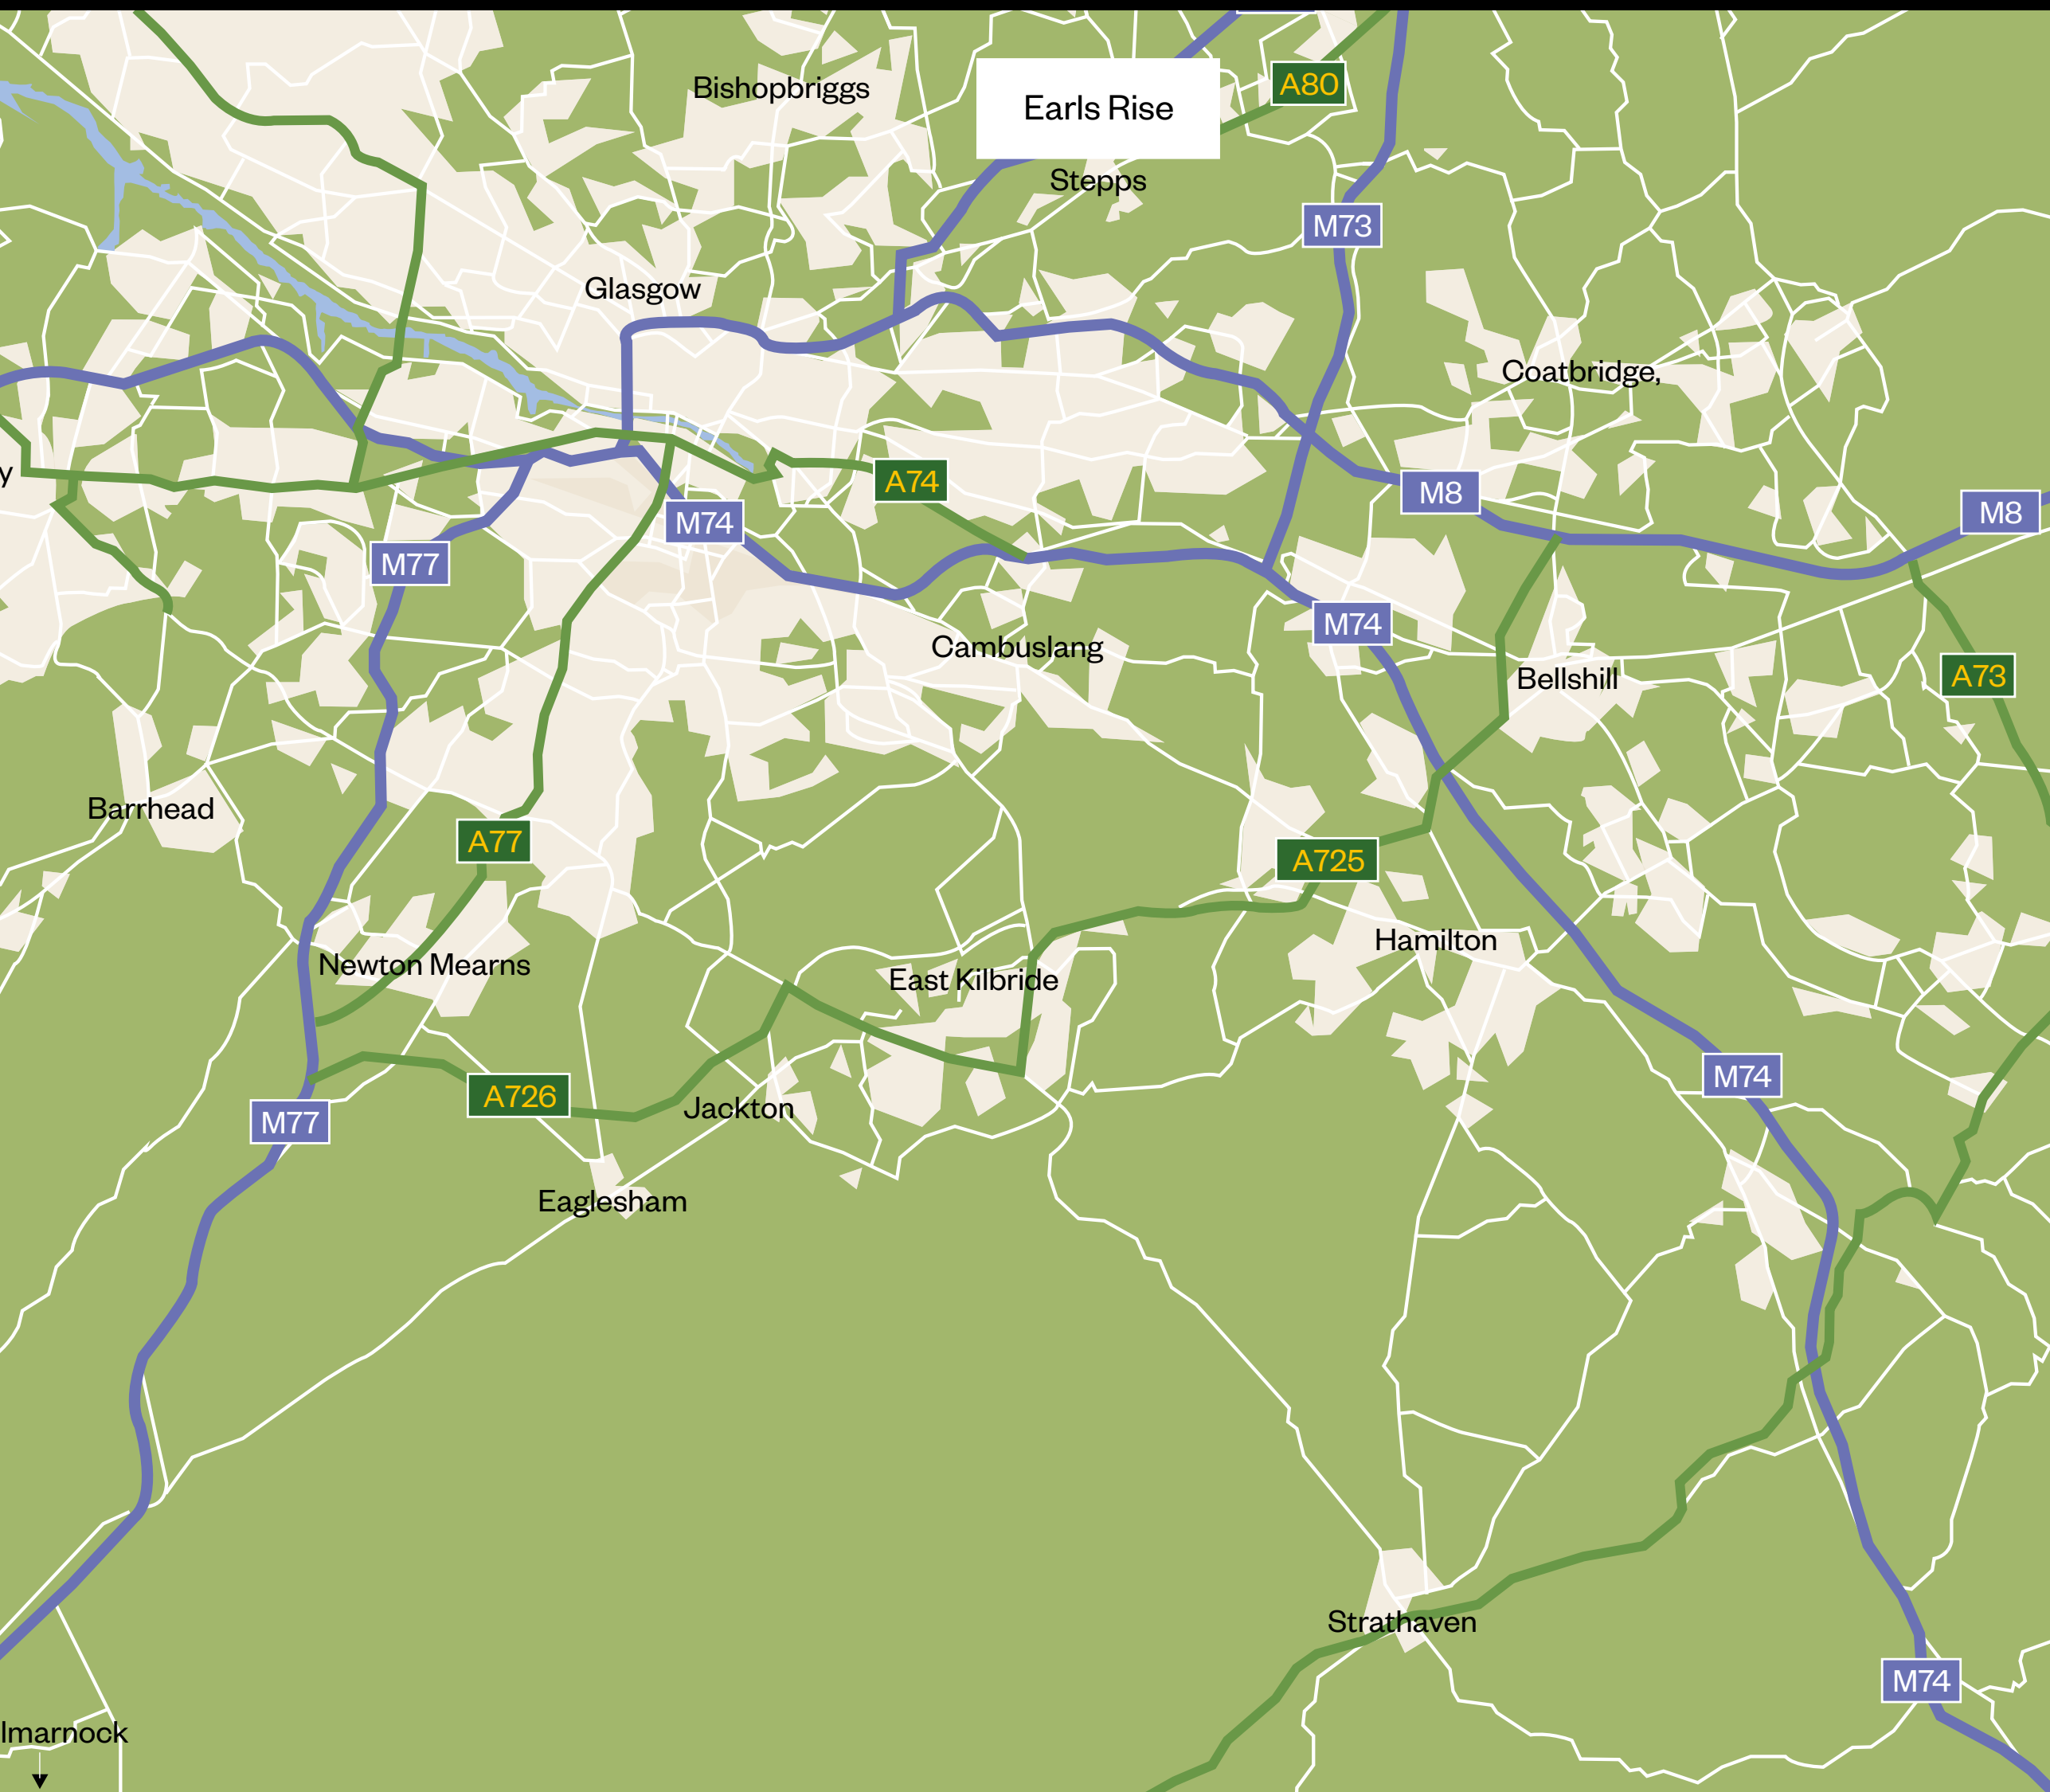 A80
Bishopbriggs
Earls Rise
Stepps
M73
Glasgow
Coatbridge,
y
A74
M8
M8
M74
M77
M74
Cambuslang
Bellshill
A73
Barrhead
A77
A725
Hamilton
Newton Mearns
East Kilbride
M74
A726
Jackton
M77
Eaglesham
Strathaven
M74
lmarnock